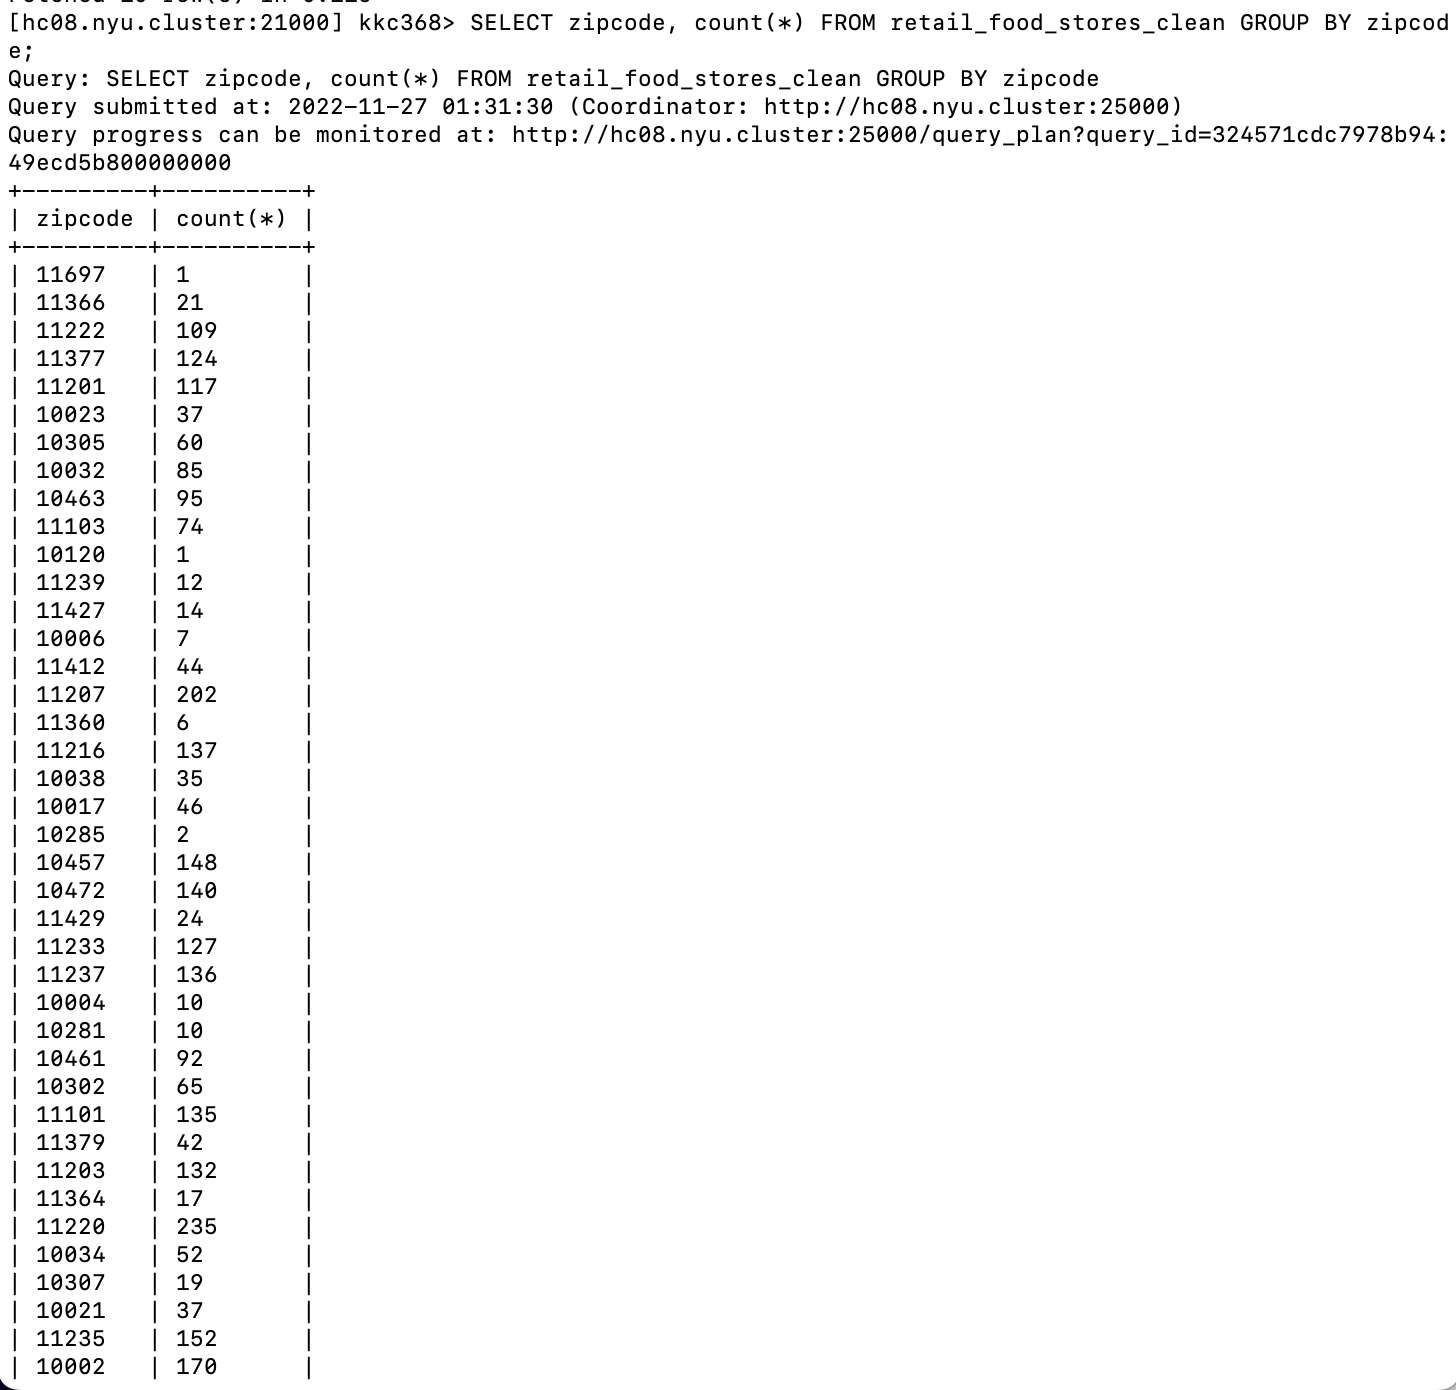 [hc08.nyu.cluster:21000] kkc368> SELECT zipcode, count(*) FROM retail_food_stores_clean GROUP BY zipcod
e;
Query: SELECT zipcode, count(*) FROM retail_food_stores_clean GROUP BY zipcode
Query submitted at: 2022-11-27 01:31:30 (Coordinator: http://hc08.nyu.cluster:25000)
Query progress can be monitored at: http://hc08.nyu.cluster:25000/query_plan?query_id=324571cdc7978b94:
49ecd5b800000000
+---------+----------+
| zipcode | count(*) |
+---------+----------+
| 11697   | 1        |
| 11366   | 21       |
| 11222   | 109      |
| 11377   | 124      |
| 11201   | 117      |
| 10023   | 37       |
| 10305   | 60       |
| 10032   | 85       |
| 10463   | 95       |
| 11103   | 74       |
| 10120   | 1        |
| 11239   | 12       |
| 11427   | 14       |
| 10006   | 7        |
| 11412   | 44       |
| 11207   | 202      |
| 11360   | 6        |
| 11216   | 137      |
| 10038   | 35       |
| 10017   | 46       |
| 10285   | 2        |
| 10457   | 148      |
| 10472   | 140      |
| 11429   | 24       |
| 11233   | 127      |
| 11237   | 136      |
| 10004   | 10       |
| 10281   | 10       |
| 10461   | 92       |
| 10302   | 65       |
| 11101   | 135      |
| 11379   | 42       |
| 11203   | 132      |
| 11364   | 17       |
| 11220   | 235      |
| 10034   | 52       |
| 10307   | 19       |
| 10021   | 37       |
| 11235   | 152      |
| 10002   | 170      |